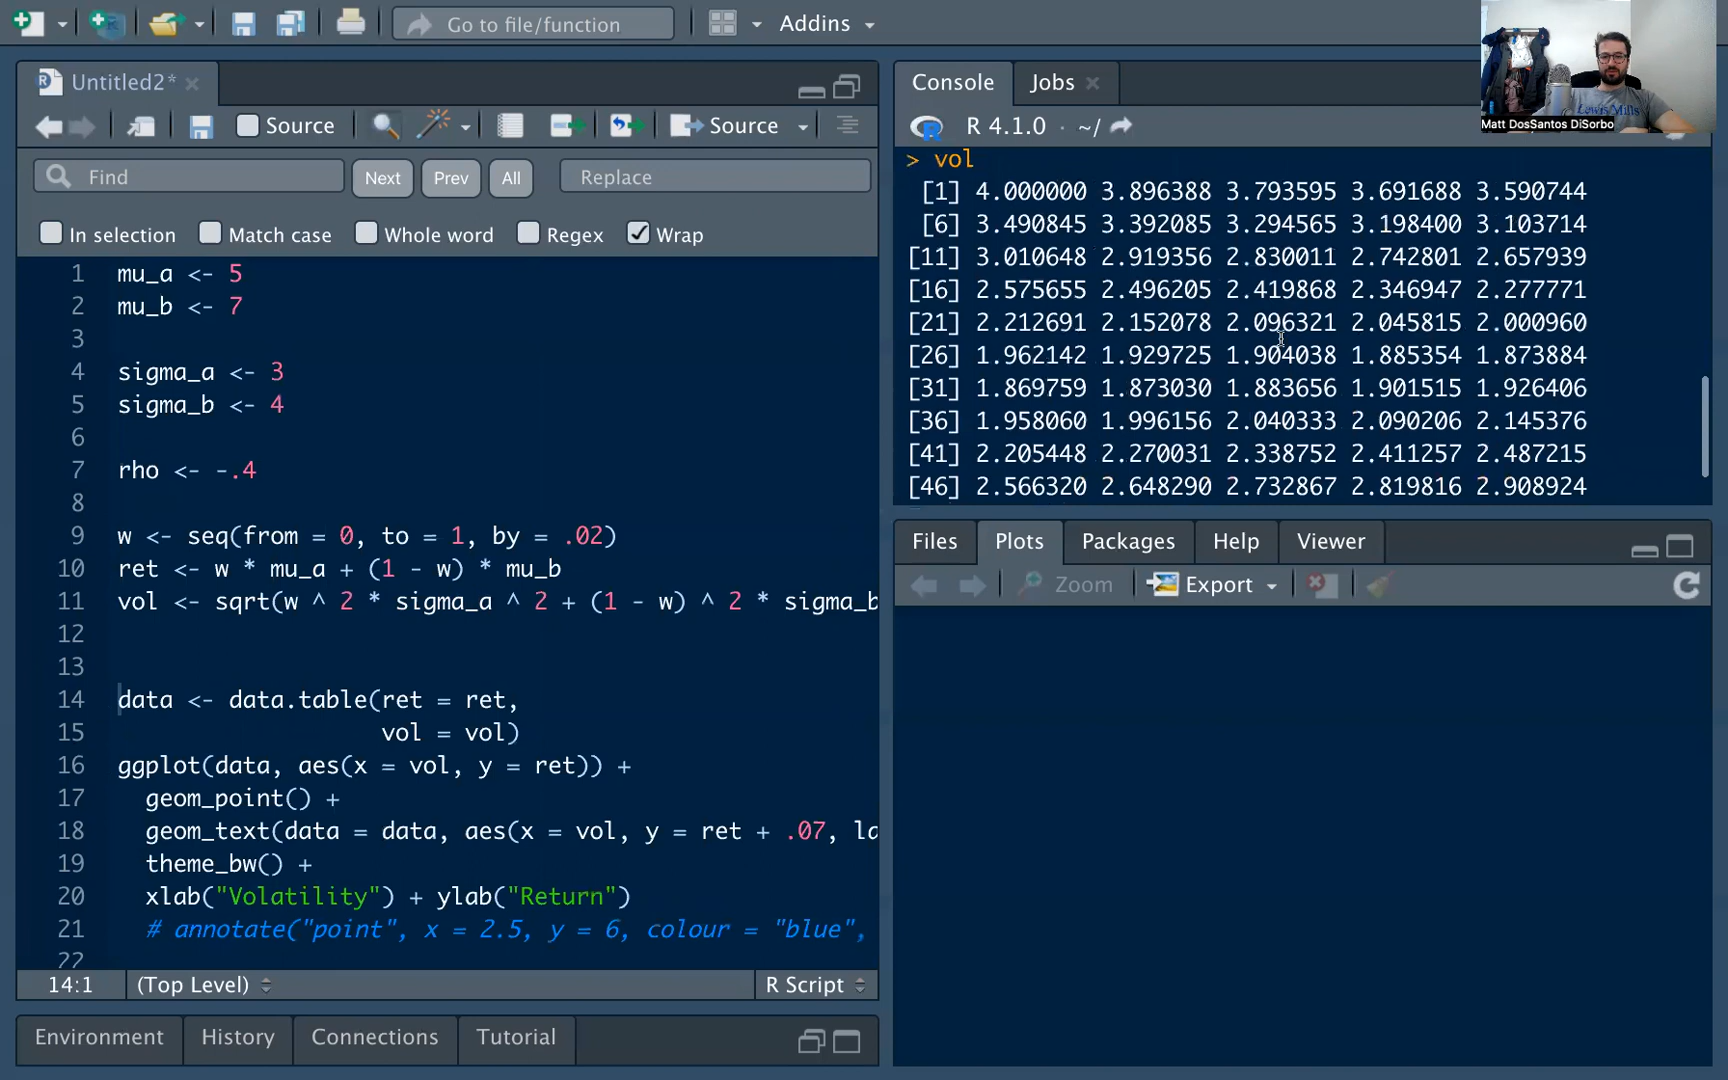 Go to file/function
Addins
Untitled2*
Source
Source
Find
Next
Prev
All
Replace
In selection
Match case
Whole word
Regex
Wrap
1 mu_a <- 5
2 mu_b <- 7
3
4 sigma_a <- 3
5 sigma_b <- 4
6
7 rho <- -.4
8
9 w <- seq(from = 0, to = 1, by = .02)
10 ret <- w * mu_a + (1 - w) * mu_b
11 vol <- sqrt(w ^ 2 * sigma_a ^ 2 + (1 - w) ^ 2 * sigma_b
12
13
14 data <- data.table(ret = ret,
15 vol = vol)
16 ggplot(data, aes(x = vol, y = ret)) +
17 geom_point() +
18 geom_text(data = data, aes(x = vol, y = ret + .07, la
19 theme_bw() +
20 xlab("Volatility") + ylab("Return")
21 # annotate("point", x = 2.5, y = 6, colour = "blue",
22
14:1
(Top Level)
R Script
Environment
History
Connections
Tutorial
Console
Jobs
R 4.1.0 · ~/
> vol
[1] 4.000000 3.896388 3.793595 3.691688 3.590744
[6] 3.490845 3.392085 3.294565 3.198400 3.103714
[11] 3.010648 2.919356 2.830011 2.742801 2.657939
[16] 2.575655 2.496205 2.419868 2.346947 2.277771
[21] 2.212691 2.152078 2.096321 2.045815 2.000960
[26] 1.962142 1.929725 1.904038 1.885354 1.873884
[31] 1.869759 1.873030 1.883656 1.901515 1.926406
[36] 1.958060 1.996156 2.040333 2.090206 2.145376
[41] 2.205448 2.270031 2.338752 2.411257 2.487215
[46] 2.566320 2.648290 2.732867 2.819816 2.908924
Files
Plots
Packages
Help
Viewer
Zoom
Export
Lewis Mills
Matt DosSantos DiSorbo